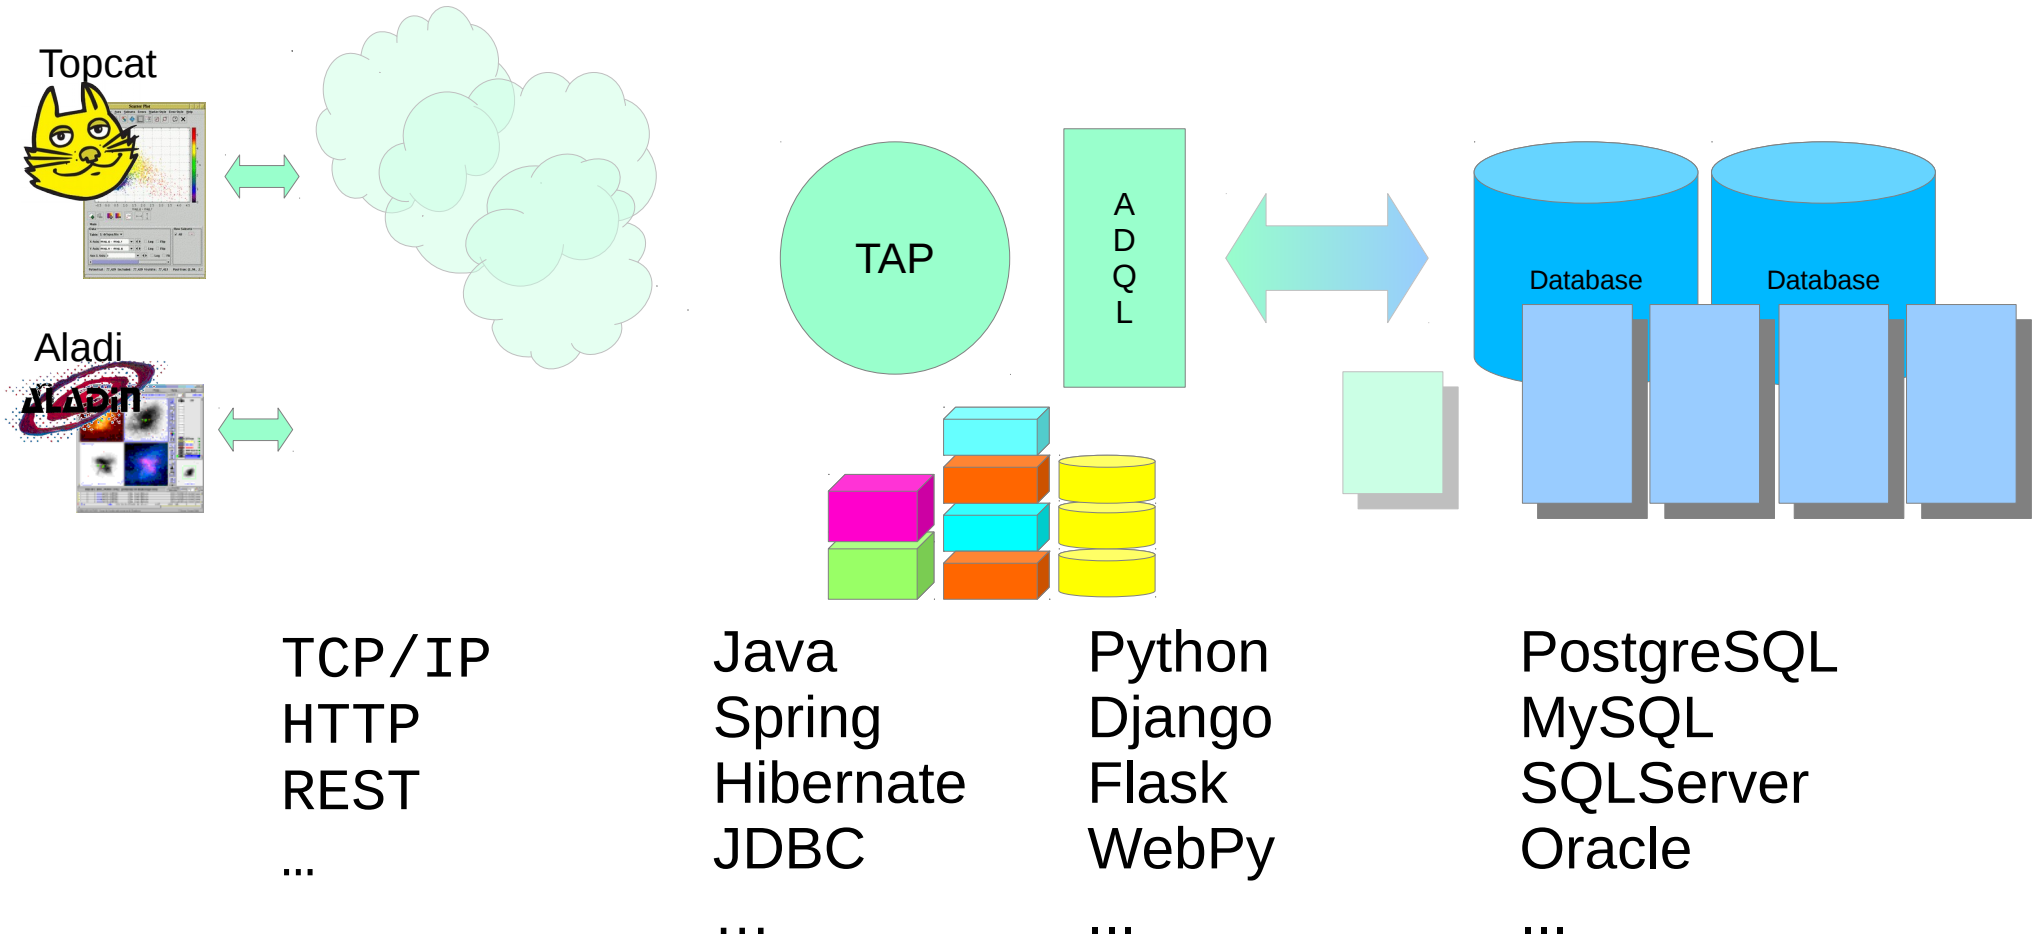 Topcat
Aladi
ALADin
TAP
A
D
Q
L
Database
Database
TCP/IP
HTTP
REST
…
Java
Spring
Hibernate
JDBC
…
Python
Django
Flask
WebPy
...
PostgreSQL
MySQL
SQLServer
Oracle
...